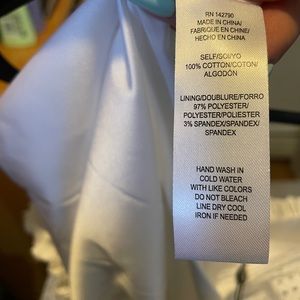 RN 142790
MADE IN CHINA/
FABRIQUE EN CHINE/
HECHO EN CHINA
SELF/SOI/YO
100% COTTON/COTON/
ALGODÓN
LINING/DOUBLURE/FORRO
97% POLYESTER/
POLYESTER/POLIESTER
3% SPANDEX/SPANDEX/
SPANDEX
HAND WASH IN
COLD WATER
WITH LIKE COLORS
DO NOT BLEACH
LINE DRY COOL
IRON IF NEEDED